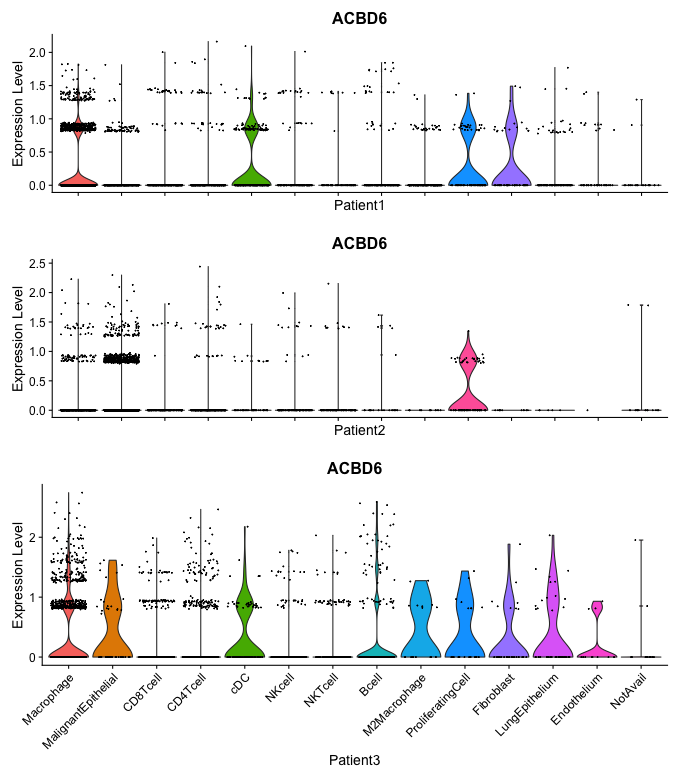 ACBD6
Expression Level
2.0
1.5
1.0
0.5
0.0
Patient1
ACBD6
Expression Level
2.5
2.0
1.5
1.0
0.5
0.0
Patient2
ACBD6
Expression Level
2
1
0
Macrophage
MalignantEpithelial
CD8Tcell
CD4Tcell
cDC
NKcell
NKTcell
Bcell
M2Macrophage
ProliferatingCell
Fibroblast
LungEpithelium
Endothelium
NotAvail
Patient3